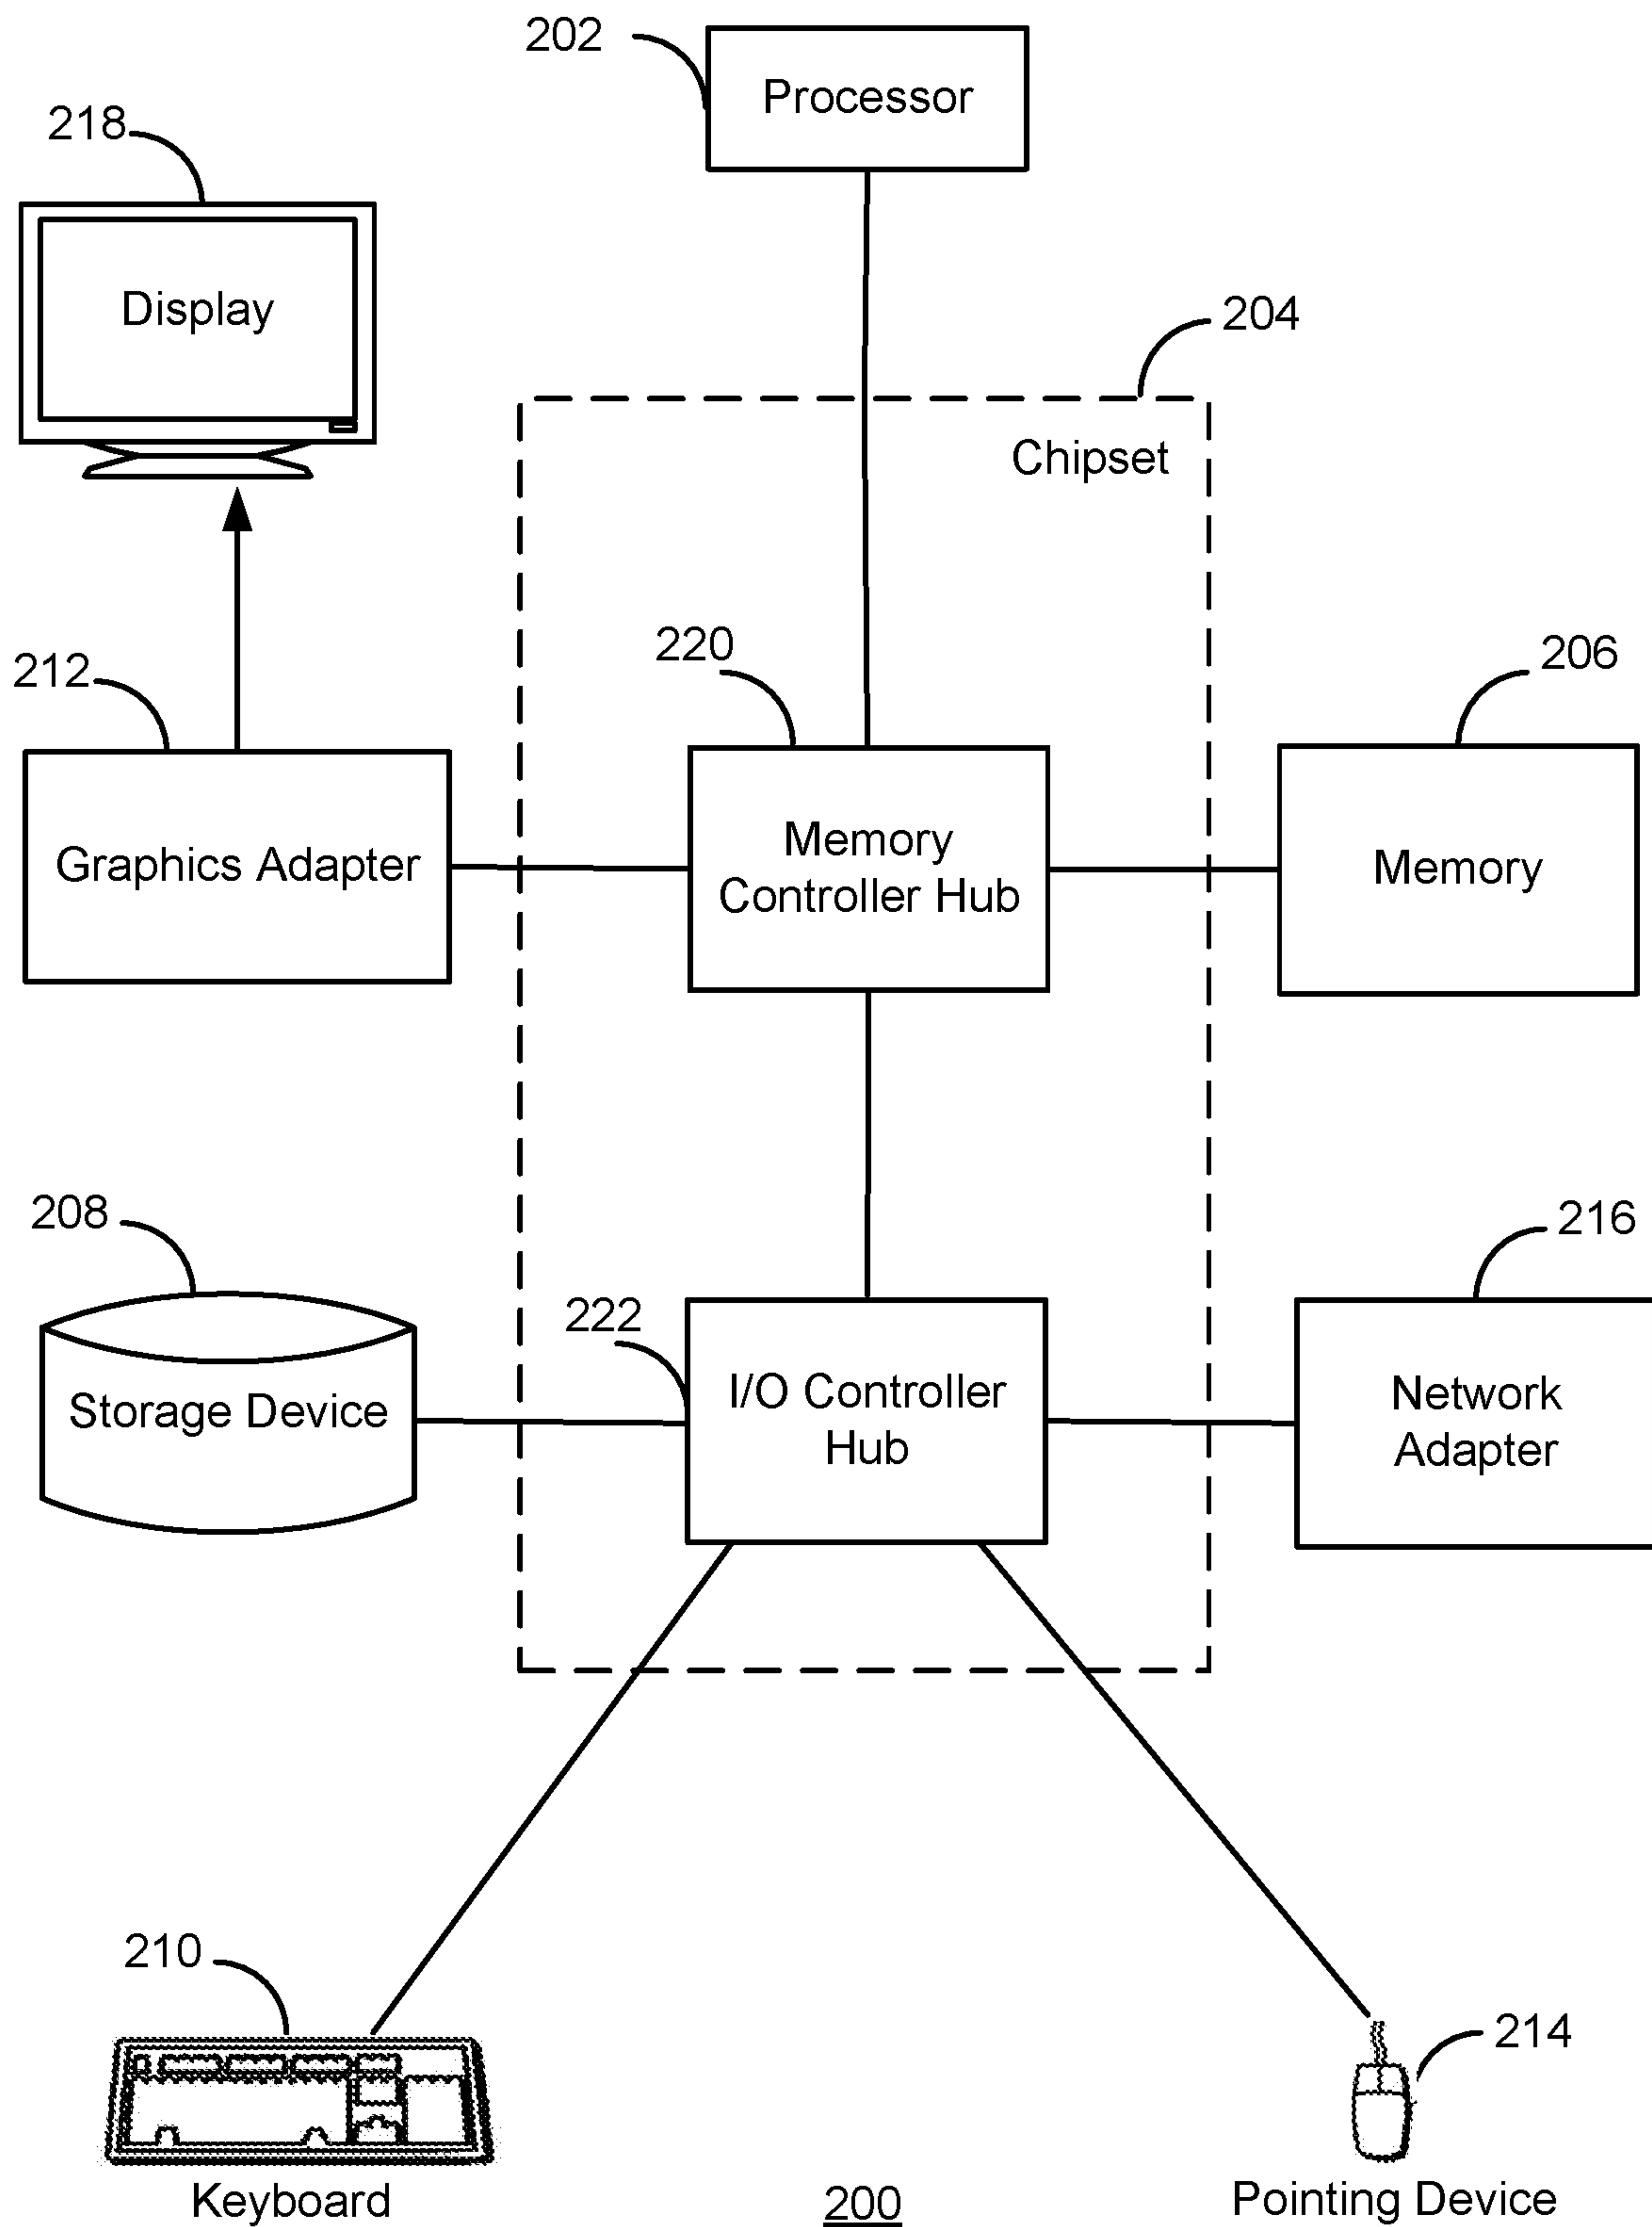 202
Processor
218
Display
204
Chipset
220
206
212
Memory
Controller Hub
Graphics Adapter
Memory
208
216
222
I/O Controller
Hub
Storage Device
Network
Adapter
210
214
Keyboard
200
Pointing Device